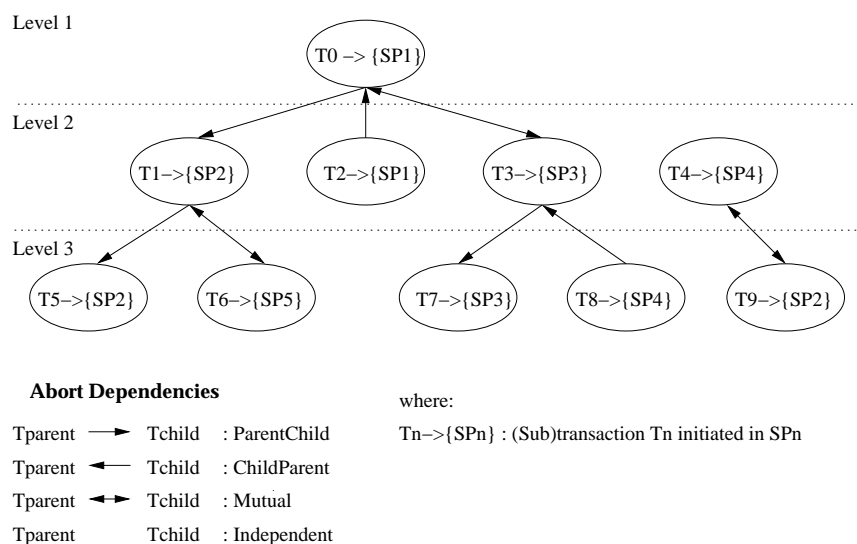 Level 1
T0 −> {SP1}
Level 2
T1−>{SP2}
T2−>{SP1}
T3−>{SP3}
T4−>{SP4}
Level 3
T5−>{SP2}
T6−>{SP5}
T7−>{SP3}
T8−>{SP4}
T9−>{SP2}
Abort Dependencies
where:
Tparent Tchild : ParentChild
Tn−>{SPn} : (Sub)transaction Tn initiated in SPn
Tparent Tchild : ChildParent
Tparent Tchild : Mutual
Tparent Tchild : Independent